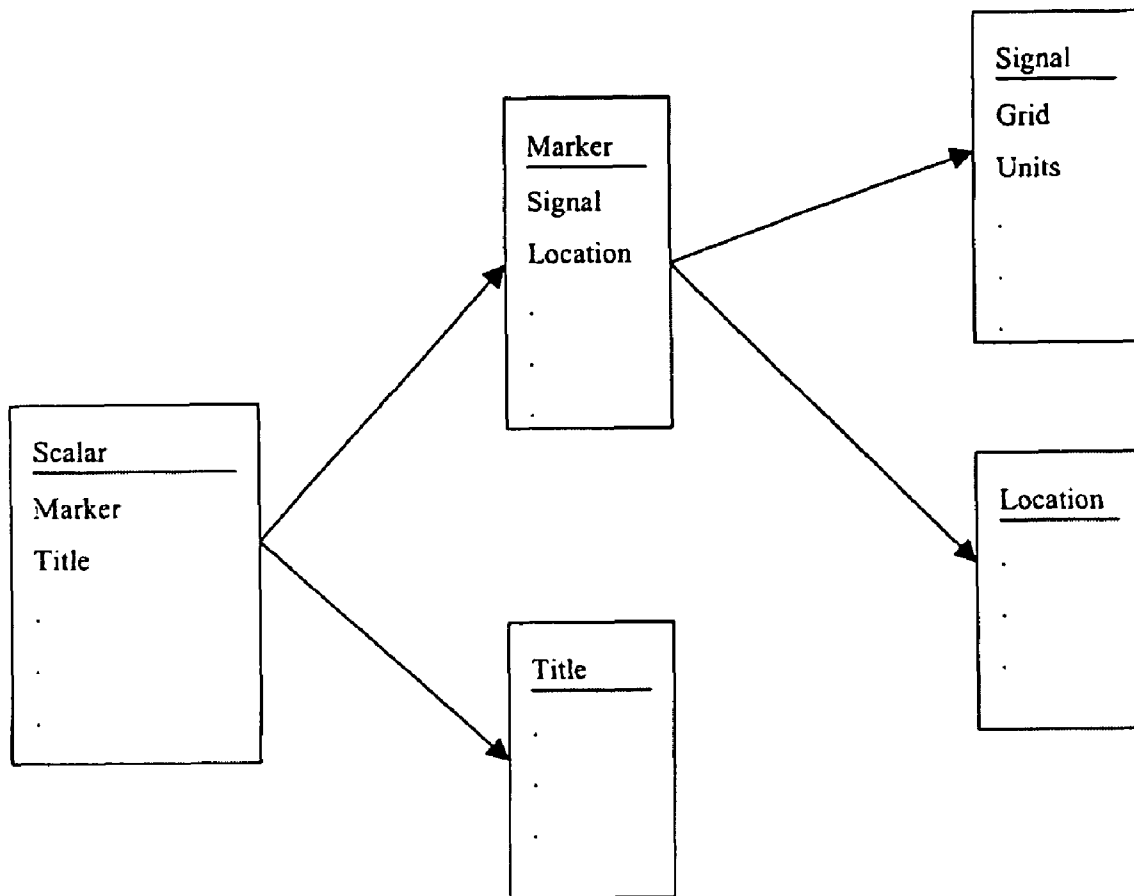 Scalar
Marker
Title
.
.
.
Marker
Signal
Location
.
.
.
Title
.
.
.
Signal
Grid
Units
.
.
.
Location
.
.
.